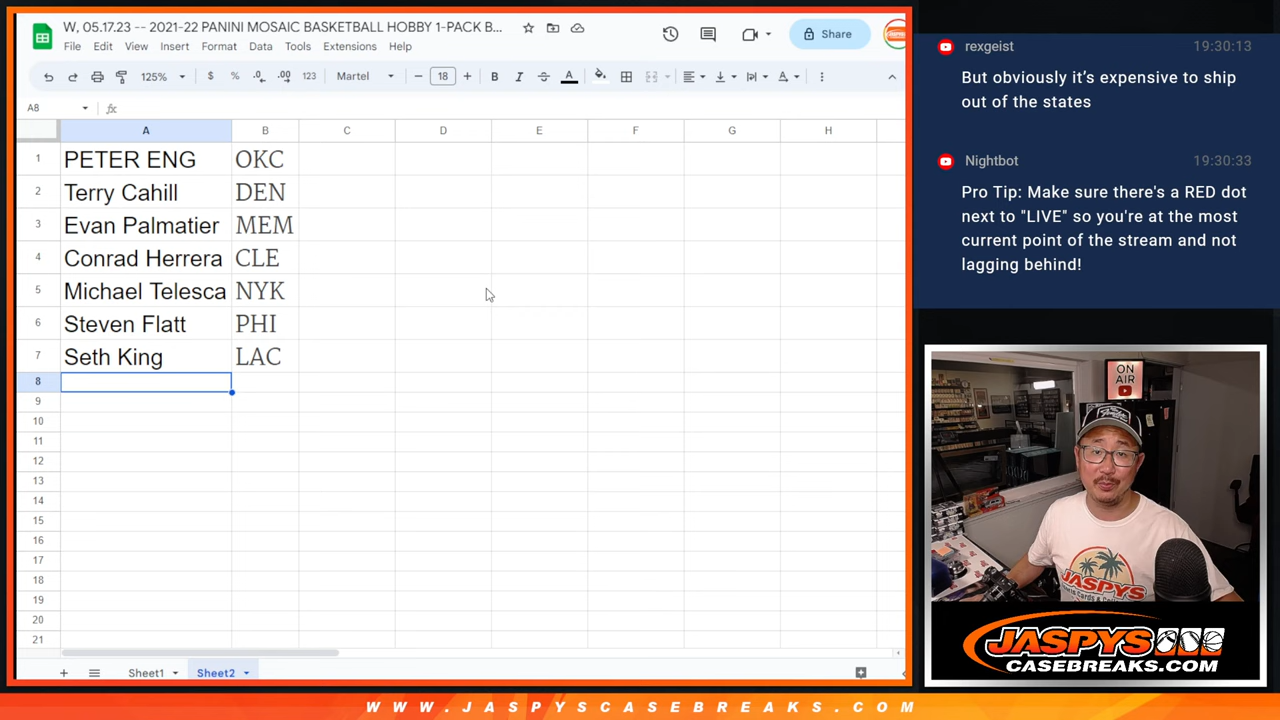 W, 05.17.23 -- 2021-22 PANINI MOSAIC BASKETBALL HOBBY 1-PACK B...
File Edit View Insert Format Data Tools Extensions Help
Share
125% $ % .0 .00 123 Martel - 18 + B I A
A8 fx
A B C D E F G H
1 PETER ENG OKC
2 Terry Cahill DEN
3 Evan Palmatier MEM
4 Conrad Herrera CLE
5 Michael Telesca NYK
6 Steven Flatt PHI
7 Seth King LAC
8
9
10
11
12
13
14
15
16
17
18
19
20
21
+ Sheet1 Sheet2
rexgeist 19:30:13
But obviously it’s expensive to ship
out of the states
Nightbot 19:30:33
Pro Tip: Make sure there's a RED dot
next to "LIVE" so you're at the most
current point of the stream and not
lagging behind!
ON
AIR
JASPYS
JASPYS
CASEBREAKS.COM
WWW.JASPYSCASEBREAKS.COM